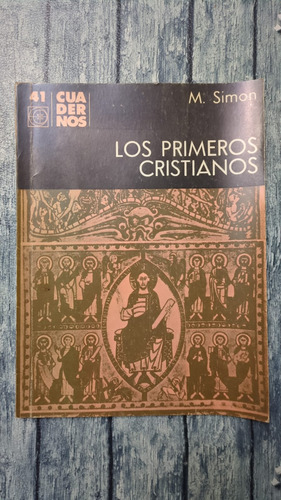 41
CUA
DER
NOS
M. Simon
LOS PRIMEROS
CRISTIANOS